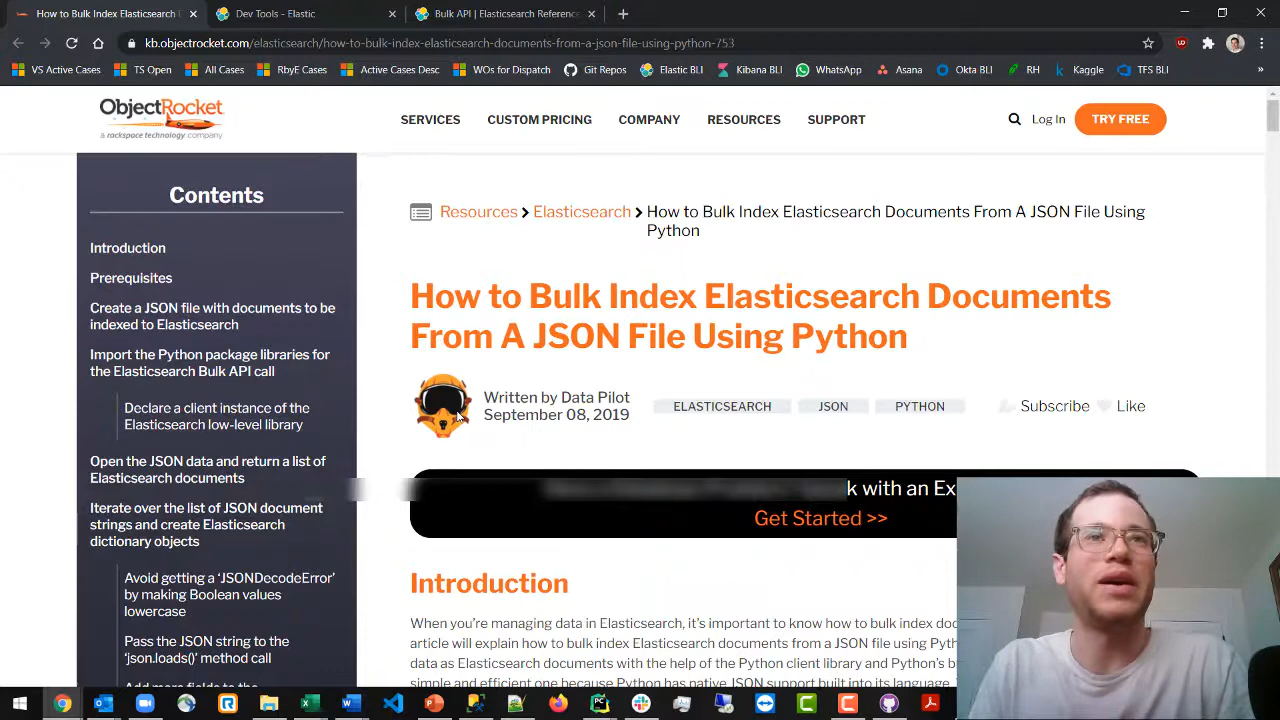 How to Bulk Index Elasticsearch D
Dev Tools - Elastic
Bulk API | Elasticsearch Reference
kb.objectrocket.com/elasticsearch/how-to-bulk-index-elasticsearch-documents-from-a-json-file-using-python-753
VS Active Cases
TS Open
All Cases
RbyE Cases
Active Cases Desc
WOs for Dispatch
Git Repos
Elastic BLI
Kibana BLI
WhatsApp
Asana
Okta BLI
RH
Kaggle
TFS BLI
»
ObjectRocket
a rackspace technology company
SERVICES
CUSTOM PRICING
COMPANY
RESOURCES
SUPPORT
Log In
TRY FREE
Contents
Introduction
Prerequisites
Create a JSON file with documents to be
indexed to Elasticsearch
Import the Python package libraries for
the Elasticsearch Bulk API call
Declare a client instance of the
Elasticsearch low-level library
Open the JSON data and return a list of
Elasticsearch documents
Iterate over the list of JSON document
strings and create Elasticsearch
dictionary objects
Avoid getting a ‘JSONDecodeError’
by making Boolean values
lowercase
Pass the JSON string to the
‘json.loads()’ method call
Resources > Elasticsearch > How to Bulk Index Elasticsearch Documents From A JSON File Using
Python
How to Bulk Index Elasticsearch Documents
From A JSON File Using Python
Written by Data Pilot
September 08, 2019
ELASTICSEARCH
JSON
PYTHON
Subscribe
Like
k with an Ex
Get Started >>
Introduction
When you’re managing data in Elasticsearch, it’s important to know how to bulk index doc
article will explain how to bulk index Elasticsearch documents from a JSON file using Pyth
data as Elasticsearch documents with the help of the Python client library and Python’s b
simple and efficient one because Python has native JSON support built into its language.